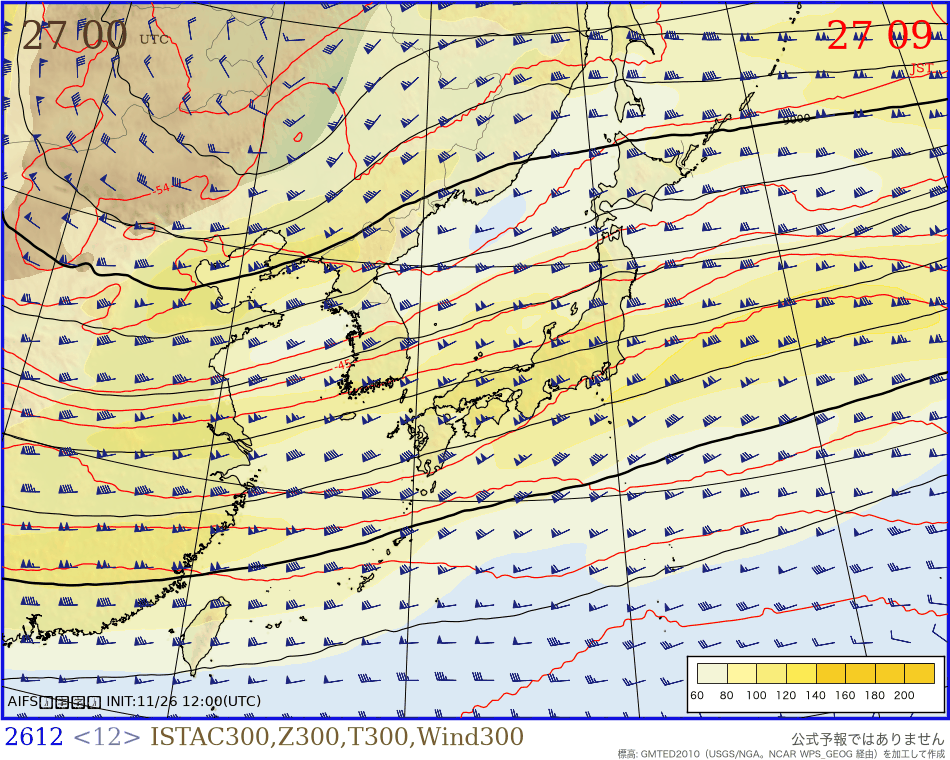 27 00 UTC
27 09
JST
9000
-54
-45
60 80 100 120 140 160 180 200
AIFS INIT:11/26 12:00(UTC)
2612 <12> ISTAC300,Z300,T300,Wind300
公式予報ではありません
標高: GMTED2010（USGS/NGA。NCAR WPS_GEOG 経由）を加工して作成